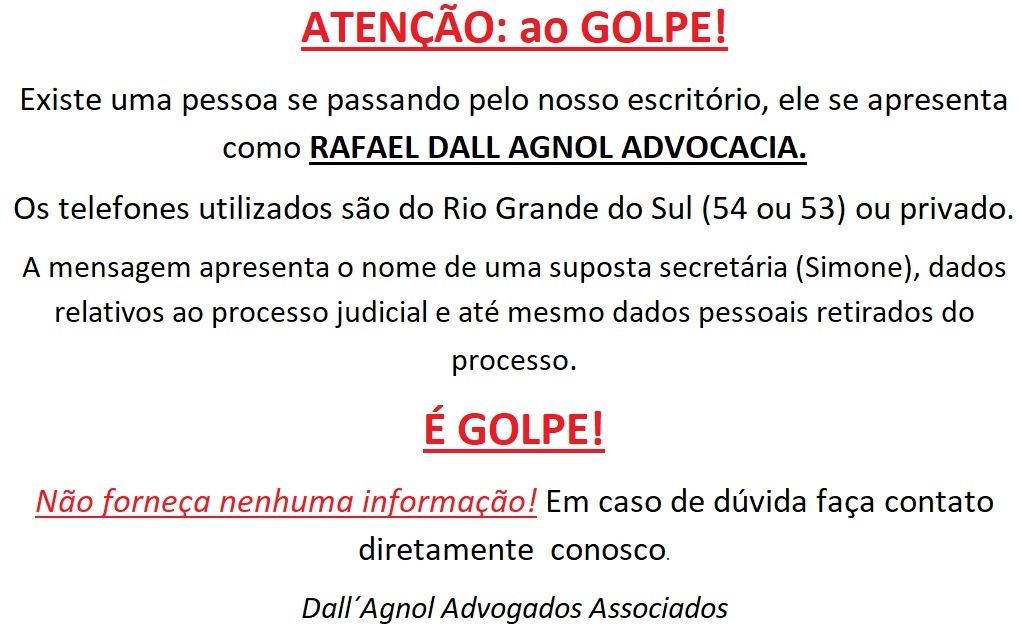 ATENÇÃO: ao GOLPE!
Existe uma pessoa se passando pelo nosso escritório, ele se apresenta
como RAFAEL DALL AGNOL ADVOCACIA.
Os telefones utilizados são do Rio Grande do Sul (54 ou 53) ou privado.
A mensagem apresenta o nome de uma suposta secretária (Simone), dados
relativos ao processo judicial e até mesmo dados pessoais retirados do
processo.
É GOLPE!
Não forneça nenhuma informação! Em caso de dúvida faça contato
diretamente  conosco.
Dall´Agnol Advogados Associados